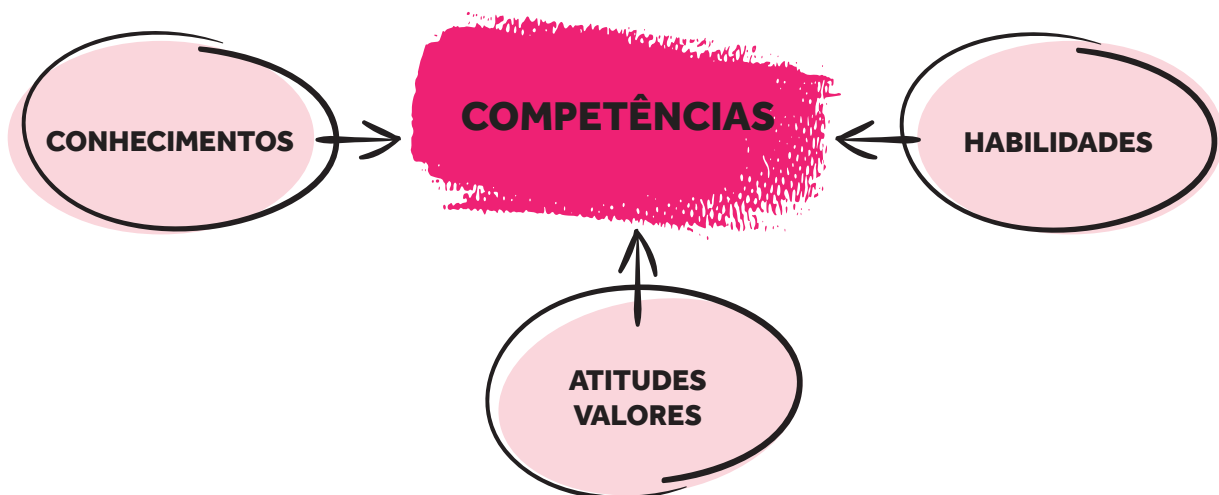 COMPETÊNCIAS
CONHECIMENTOS
HABILIDADES
ATITUDES
VALORES